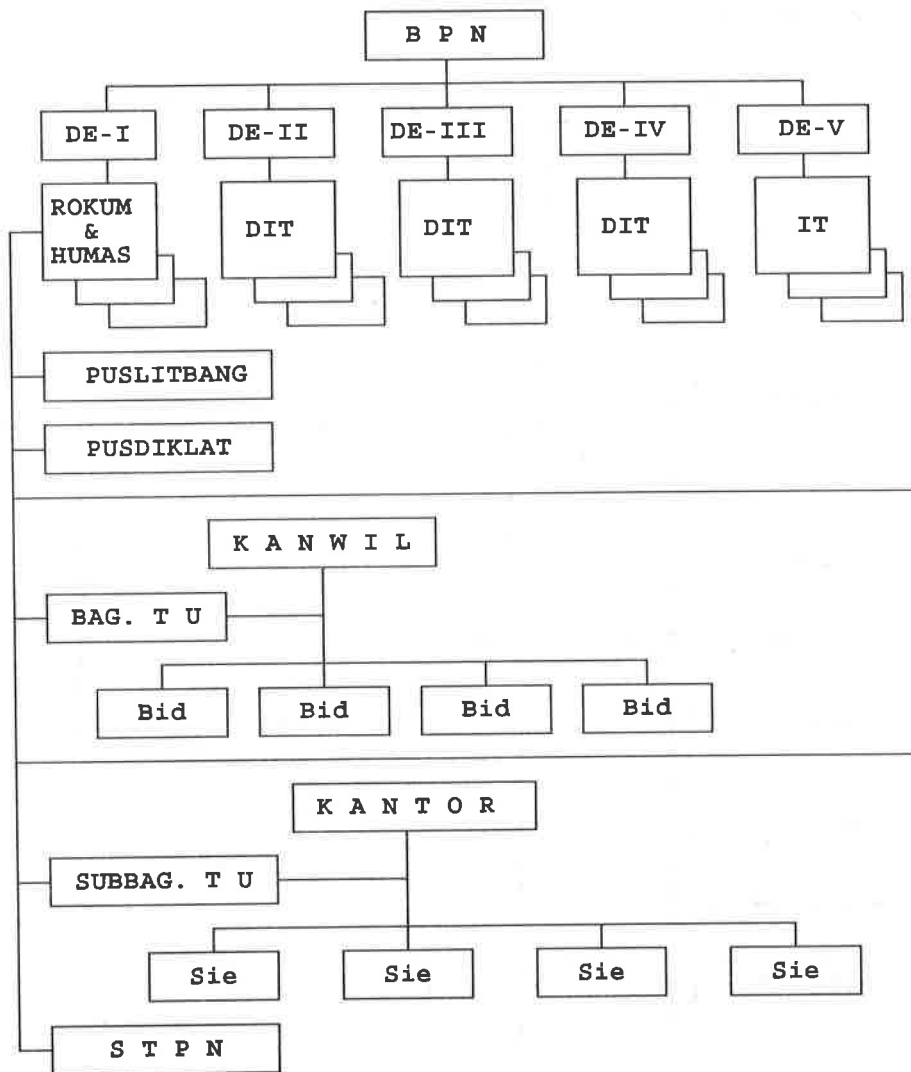 B P N
DE-I DE-II DE-III DE-IV DE-V
ROKUM
&
HUMAS
DIT DIT DIT IT
PUSLITBANG
PUSDIKLAT
K A N W I L
BAG. T U
Bid Bid Bid Bid
K A N T O R
SUBBAG. T U
Sie Sie Sie Sie
S T P N